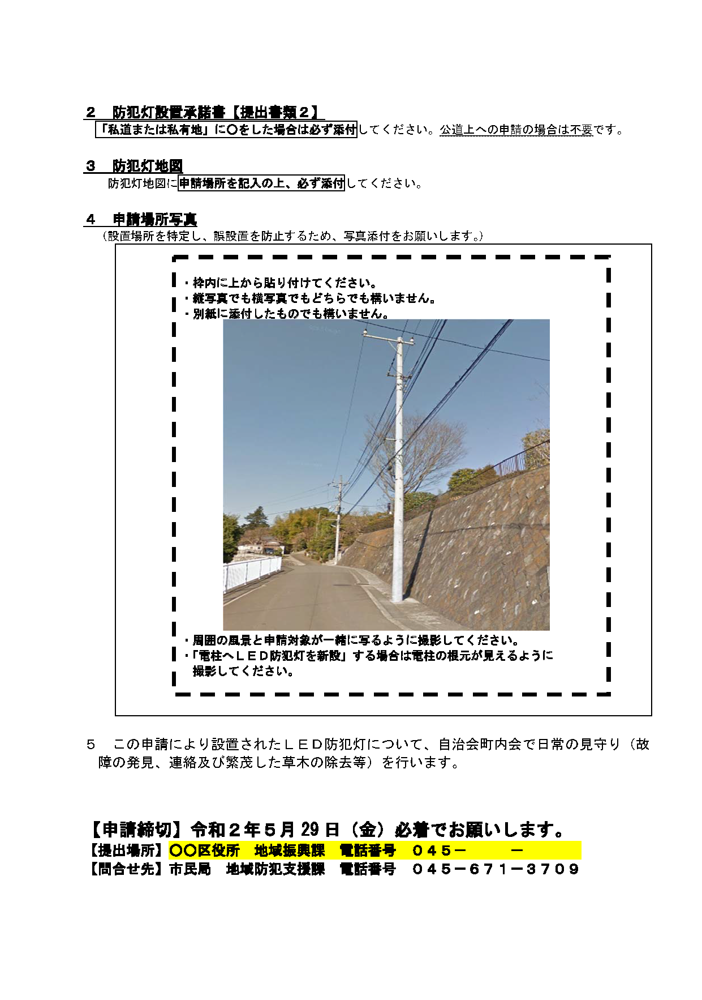 ２　防犯灯設置承諾書【提出書類２】
「私道または私有地」に〇をした場合は必ず添付してください。公道上への申請の場合は不要です。
３　防犯灯地図
防犯灯地図に申請場所を記入の上、必ず添付してください。
４　申請場所写真
（設置場所を特定し、誤設置を防止するため、写真添付をお願いします。）
・枠内に上から貼り付けてください。
・縦写真でも横写真でもどちらでも構いません。
・別紙に添付したものでも構いません。
・周囲の風景と申請対象が一緒に写るように撮影してください。
・「電柱へＬＥＤ防犯灯を新設」する場合は電柱の根元が見えるように
撮影してください。
５　この申請により設置されたＬＥＤ防犯灯について、自治会町内会で日常の見守り（故
障の発見、連絡及び繁茂した草木の除去等）を行います。
【申請締切】令和２年５月 29 日（金）必着でお願いします。
【提出場所】〇〇区役所　地域振興課　電話番号　０４５－　　　－
【問合せ先】市民局　地域防犯支援課　電話番号　０４５－６７１－３７０９